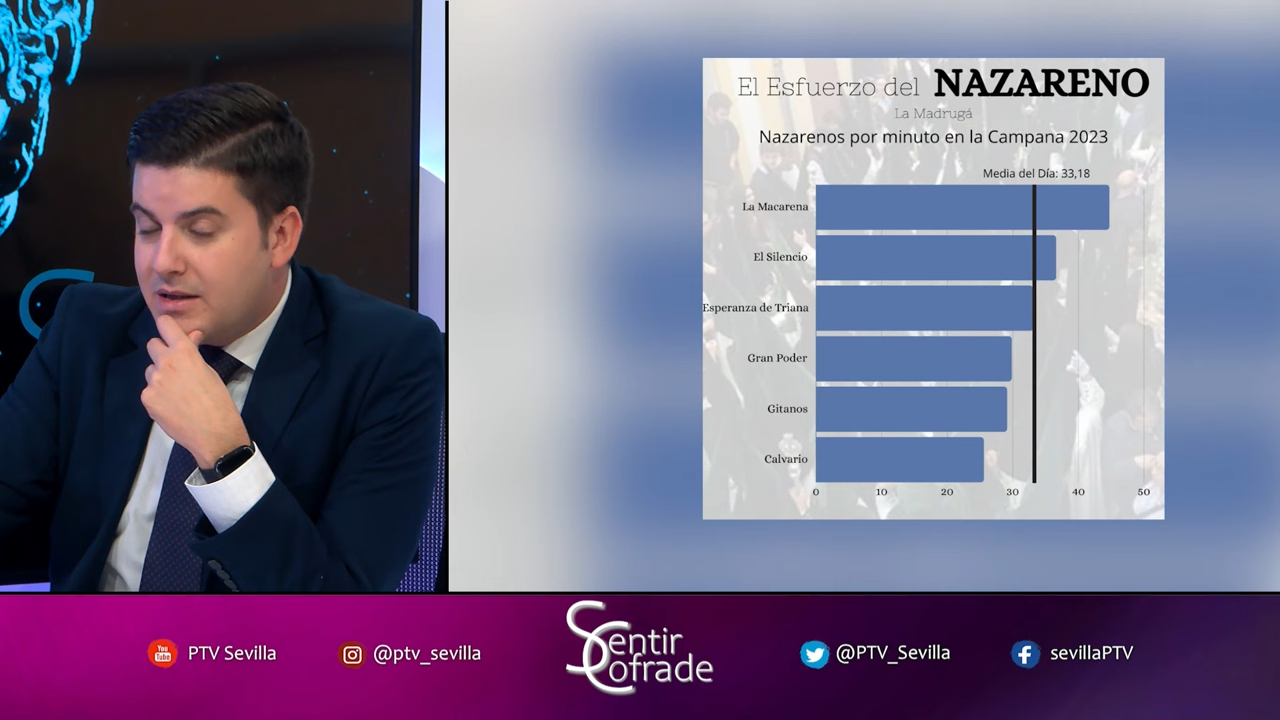 El Esfuerzo del NAZARENO
La Madrugá
Nazarenos por minuto en la Campana 2023
Media del Día: 33,18
La Macarena
El Silencio
Esperanza de Triana
Gran Poder
Gitanos
Calvario
0 10 20 30 40 50
You Tube PTV Sevilla
@ptv_sevilla
Sentir
Cofrade
@PTV_Sevilla
sevillaPTV